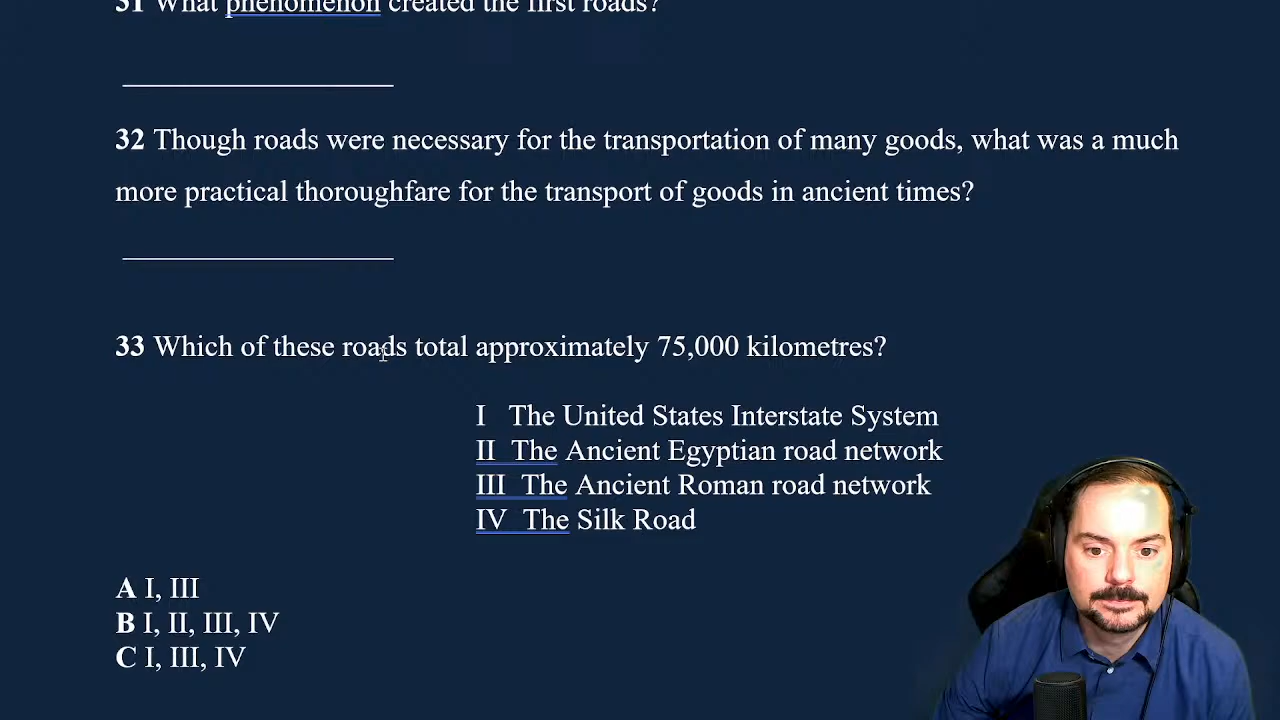 31 What phenomenon created the first roads?
32 Though roads were necessary for the transportation of many goods, what was a much
more practical thoroughfare for the transport of goods in ancient times?
33 Which of these roads total approximately 75,000 kilometres?
I The United States Interstate System
II The Ancient Egyptian road network
III The Ancient Roman road network
IV The Silk Road
A I, III
B I, II, III, IV
C I, III, IV